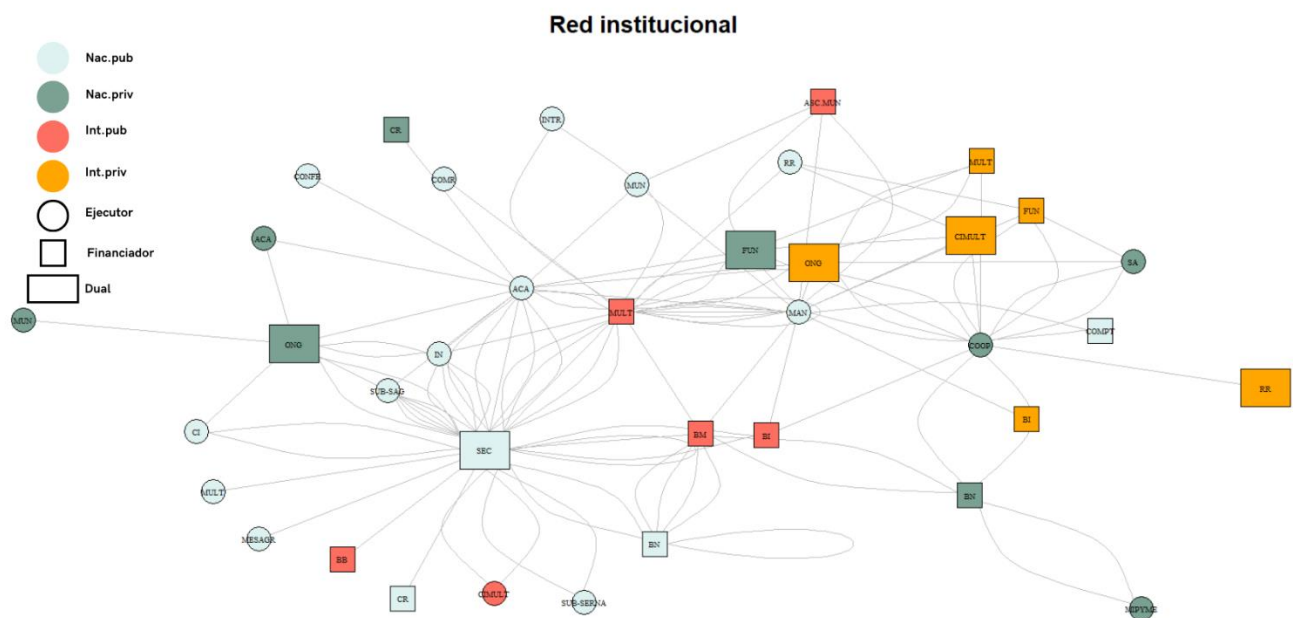 Red institucional
Nac.pub
Nac.priv
Int.pub
Int.priv
Ejecutor
Financiador
Dual
ASC.MUN
INTR
CR
RR
MULT
CONFR
COMR
MUN
FUN
ACA
FUN
ONG
CIMULT
SA
ACA
MULT
MAN
MUN
ONG
IN
COOP
COMPT
SUB-SAG
RR
CI
SEC
BM
BI
BI
MULT
BN
MESAGR
BN
BB
CR
CIMULT
SUB-SERNA
MIPYME